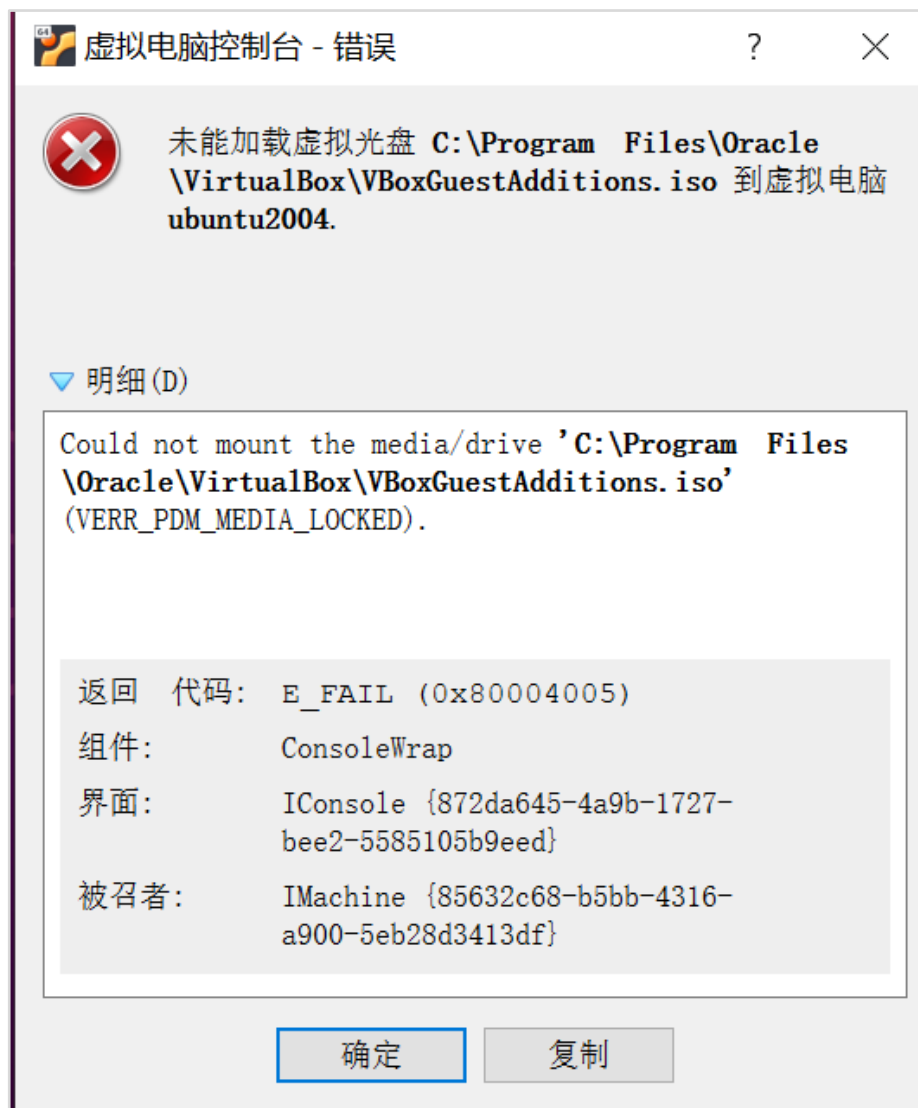 64
虚拟电脑控制台 - 错误
?
未能加载虚拟光盘 C:\Program Files\Oracle
\VirtualBox\VBoxGuestAdditions.iso 到虚拟电脑
ubuntu2004.
明细(D)
Could not mount the media/drive 'C:\Program Files
\Oracle\VirtualBox\VBoxGuestAdditions.iso'
(VERR_PDM_MEDIA_LOCKED).
返回 代码: E_FAIL (0x80004005)
组件: ConsoleWrap
界面: IConsole {872da645-4a9b-1727-
bee2-5585105b9eed}
被召者: IMachine {85632c68-b5bb-4316-
a900-5eb28d3413df}
确定 复制